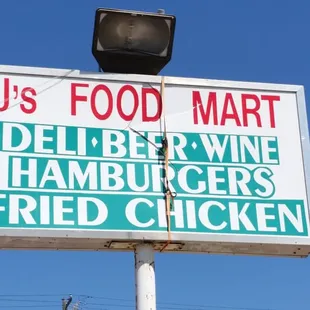 J's FOOD MART
DELI • BEER • WINE
HAMBURGERS
FRIED CHICKEN